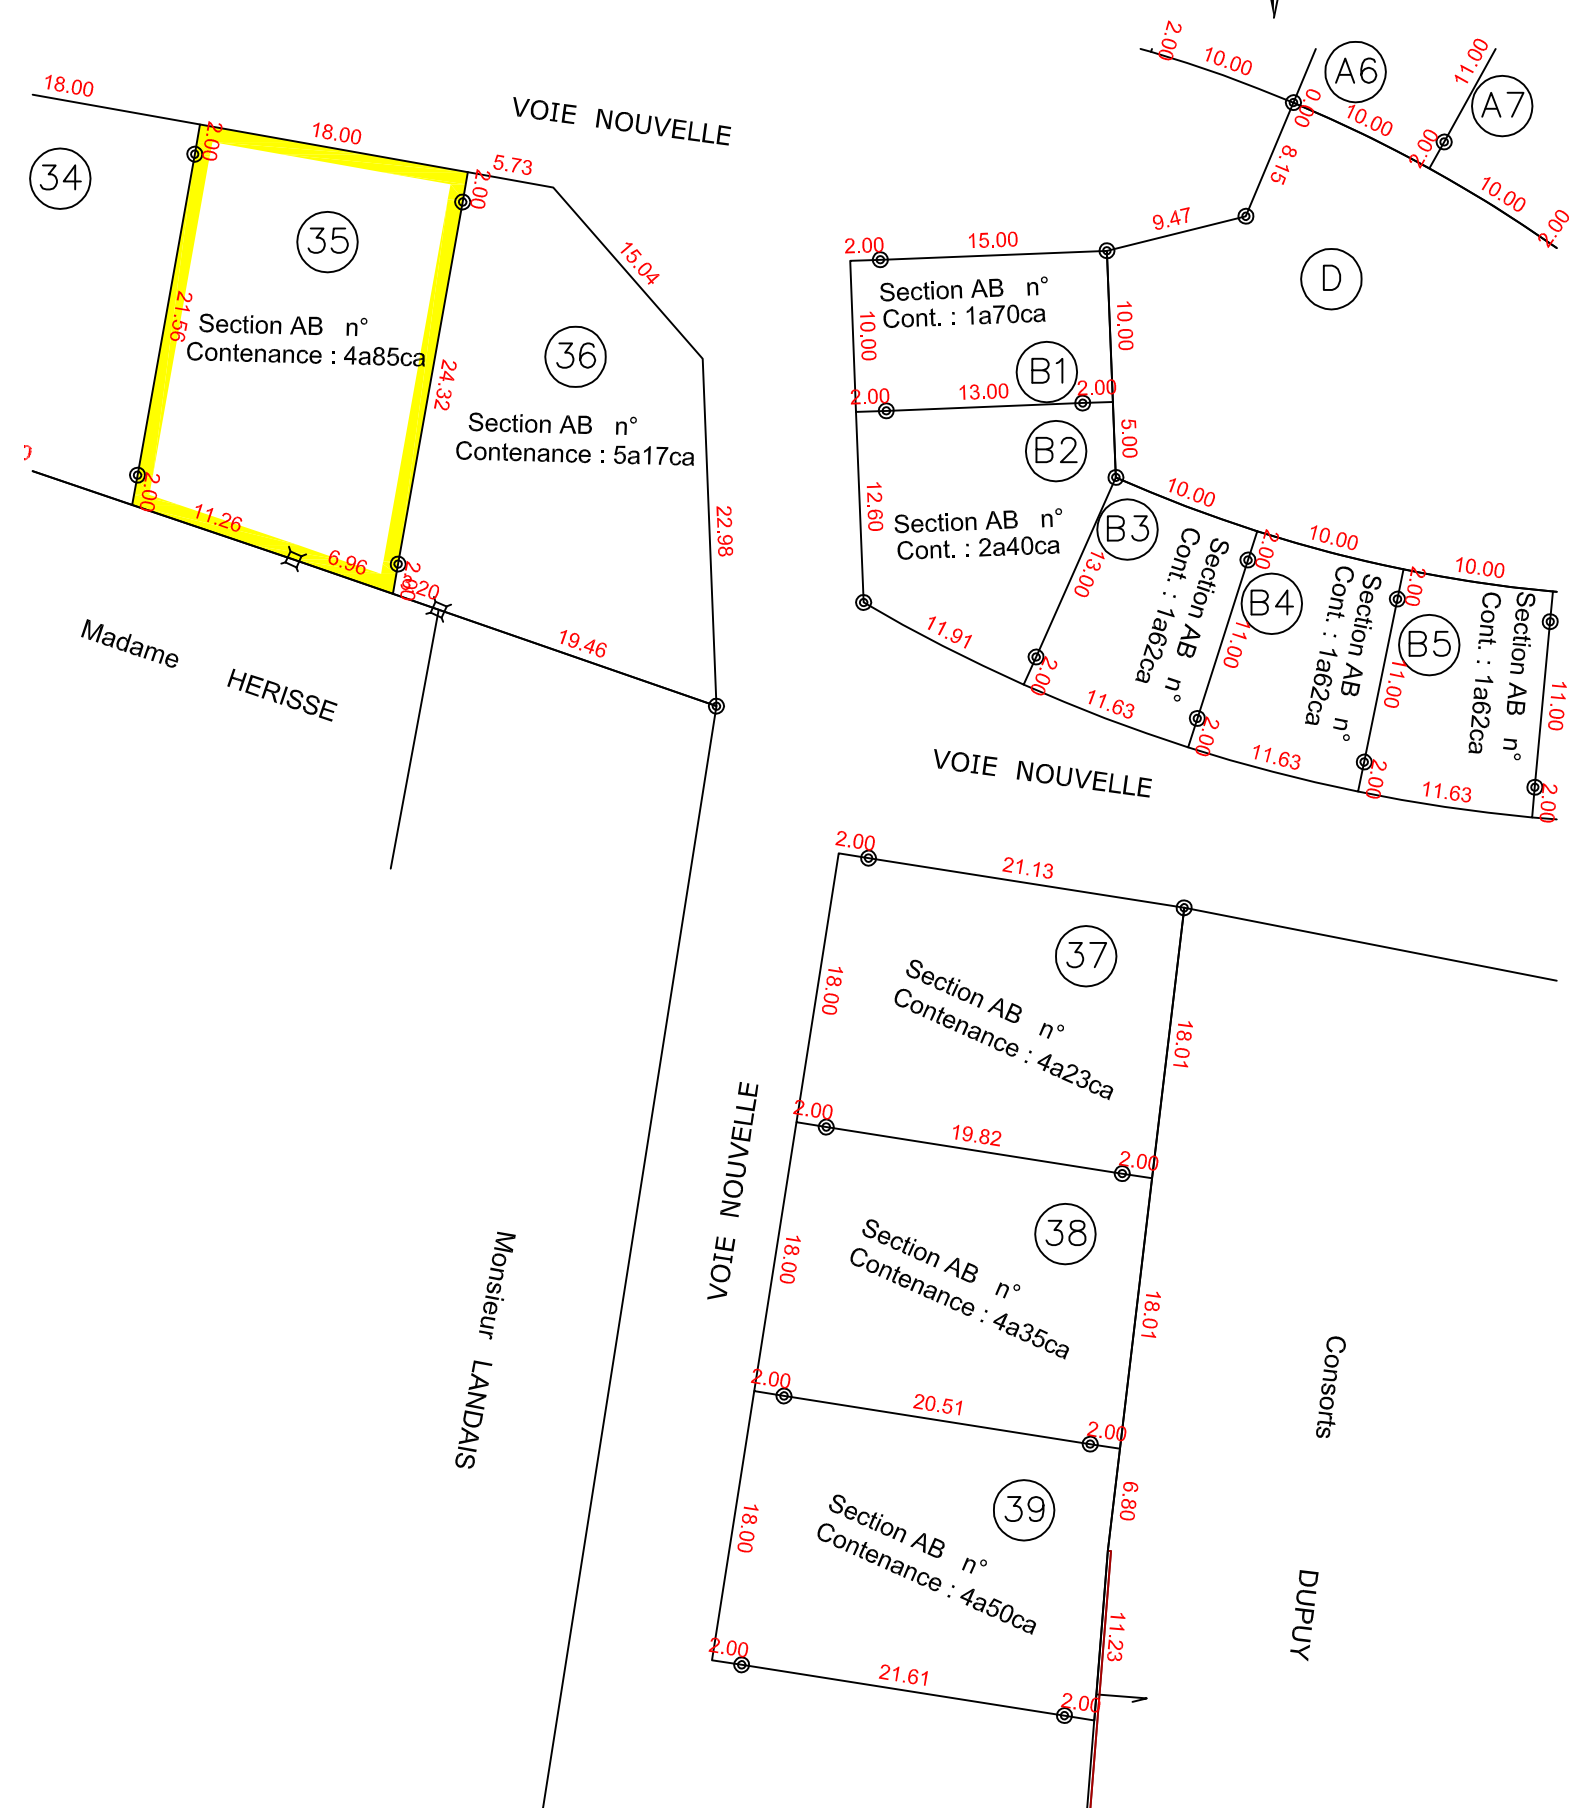 18.00
2.00
18.00
VOIE NOUVELLE
5.73
2.00
34
35
15.04
21.56
Section AB n°
Contenance : 4a85ca
24.32
36
Section AB n°
Contenance : 5a17ca
22.98
2.00
11.26
6.96
2.00
19.46
Madame HERISSE
2.00
10.00
A6
11.00
A7
0.00
10.00
2.00
8.15
10.00
2.00
9.47
D
2.00
15.00
Section AB n°
Cont. : 1a70ca
10.00
10.00
B1
2.00
13.00
2.00
B2
5.00
12.60
Section AB n°
Cont. : 2a40ca
B3
10.00
13.00
11.91
2.00
Section AB n°
Cont. : 1a62ca
2.00
10.00
B4
11.00
11.63
2.00
Section AB n°
Cont. : 1a62ca
2.00
10.00
B5
11.00
11.63
2.00
Section AB n°
Cont. : 1a62ca
11.00
11.63
2.00
VOIE NOUVELLE
2.00
21.13
37
18.00
Section AB n°
Contenance : 4a23ca
18.01
2.00
19.82
2.00
VOIE NOUVELLE
38
18.00
Section AB n°
Contenance : 4a35ca
18.01
2.00
20.51
2.00
39
18.00
Section AB n°
Contenance : 4a50ca
6.80
11.23
2.00
21.61
2.00
Monsieur LANDAIS
Consorts DUPUY